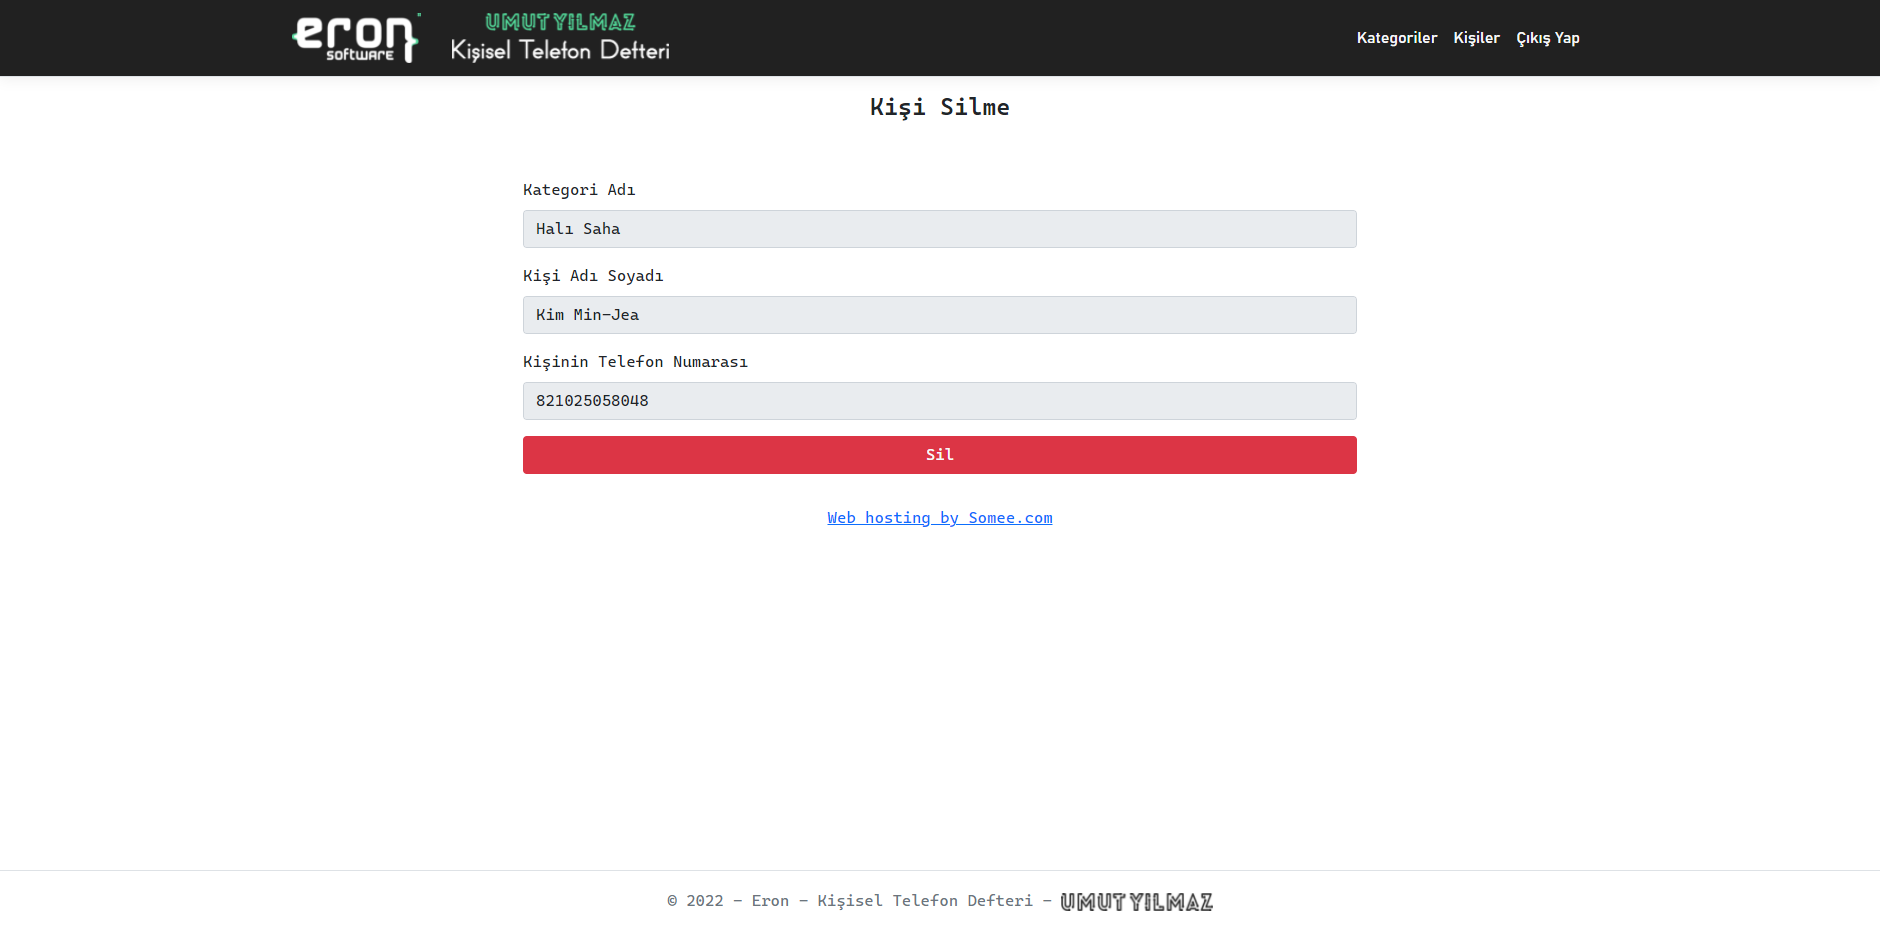 eron
software
UMUT YILMAZ
Kişisel Telefon Defteri
Kategoriler Kişiler Çıkış Yap
Kişi Silme
Kategori Adı
Halı Saha
Kişi Adı Soyadı
Kim Min-Jea
Kişinin Telefon Numarası
821025058048
Sil
Web hosting by Somee.com
© 2022 - Eron - Kişisel Telefon Defteri - UMUT YILMAZ